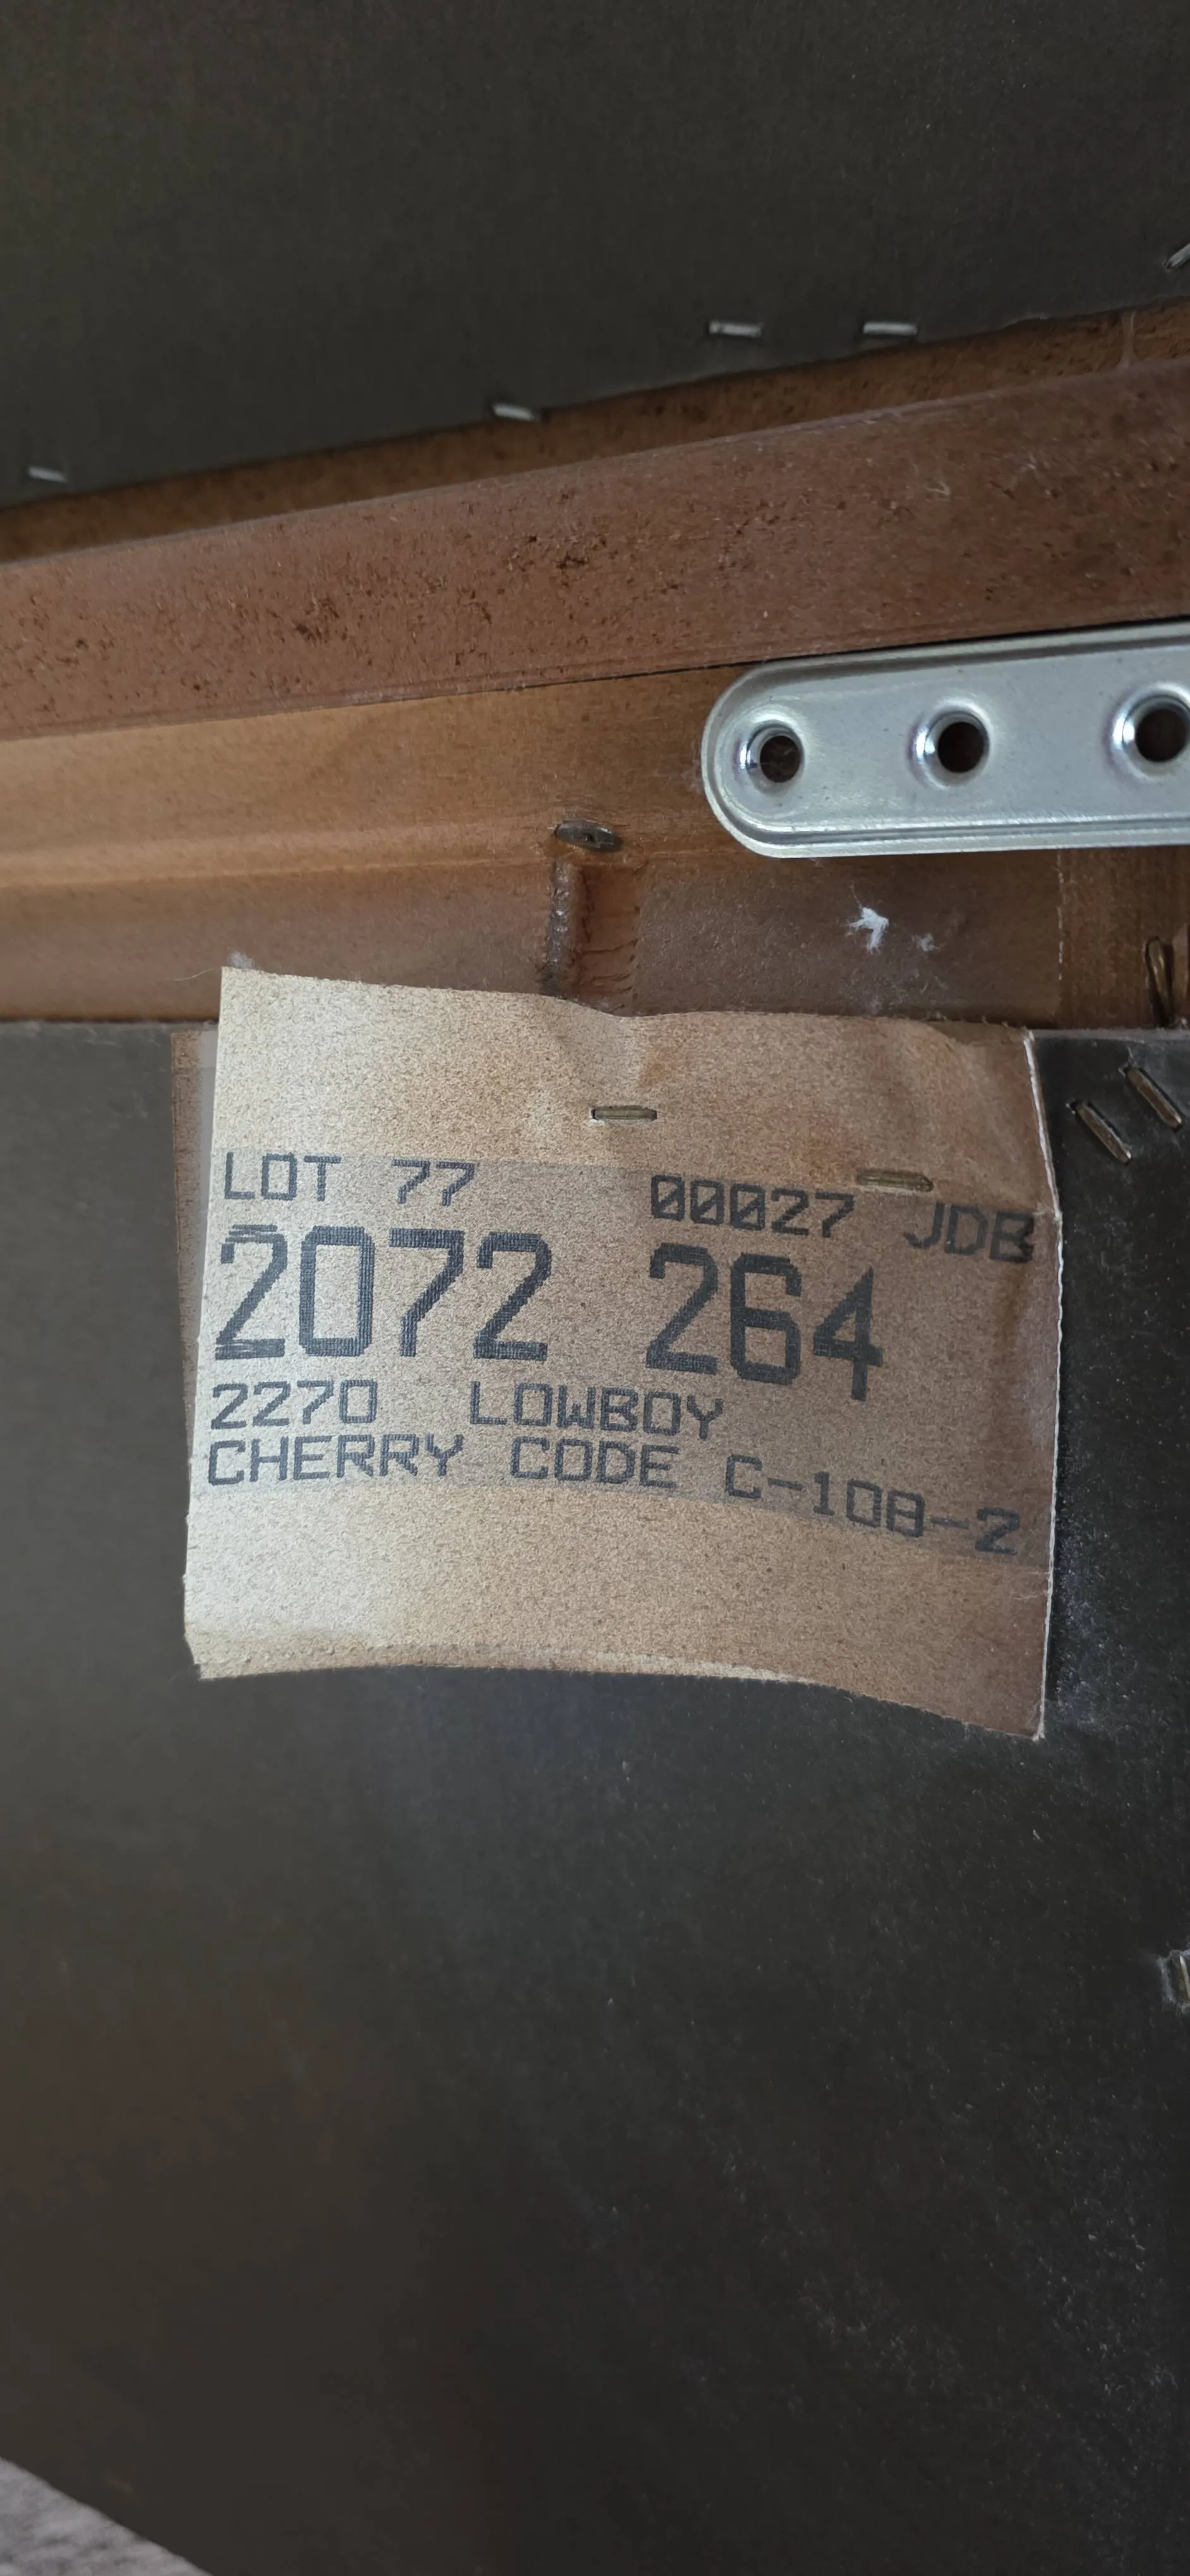 LOT 77 00027 JDB
2072 264
2270 LOWBOY
CHERRY CODE C-108-2